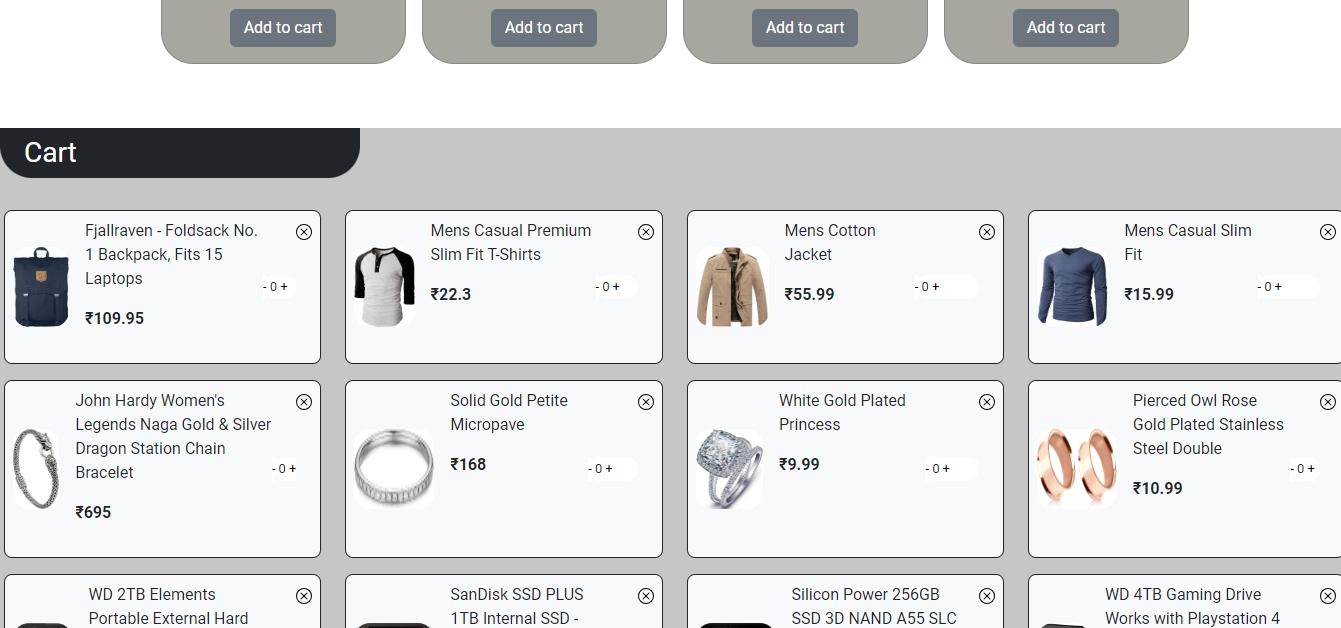 Add to cart
Add to cart
Add to cart
Add to cart
Cart
Fjallraven - Foldsack No.
1 Backpack, Fits 15
Laptops
- 0 +
₹109.95
Mens Casual Premium
Slim Fit T-Shirts
- 0 +
₹22.3
Mens Cotton
Jacket
- 0 +
₹55.99
Mens Casual Slim
Fit
- 0 +
₹15.99
John Hardy Women's
Legends Naga Gold & Silver
Dragon Station Chain
Bracelet
- 0 +
₹695
Solid Gold Petite
Micropave
₹168
- 0 +
White Gold Plated
Princess
₹9.99
- 0 +
Pierced Owl Rose
Gold Plated Stainless
Steel Double
- 0 +
₹10.99
WD 2TB Elements
Portable External Hard
SanDisk SSD PLUS
1TB Internal SSD -
Silicon Power 256GB
SSD 3D NAND A55 SLC
WD 4TB Gaming Drive
Works with Playstation 4